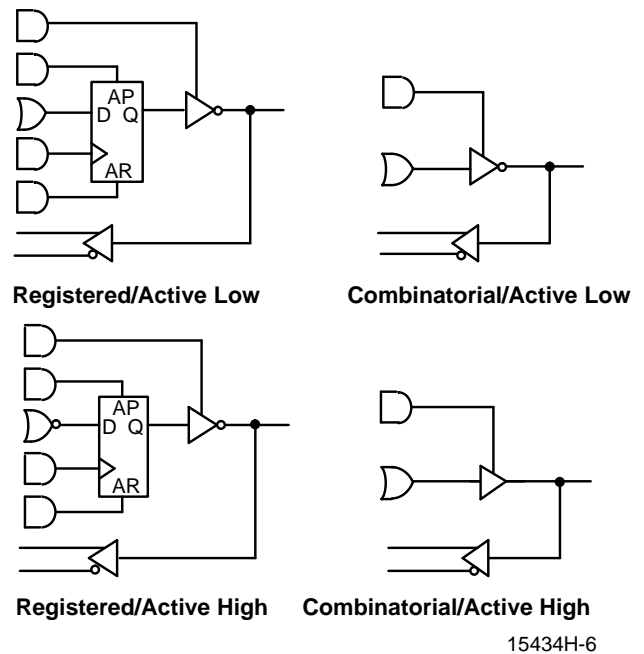 AP
D Q
AR
Registered/Active Low
Combinatorial/Active Low
AP
D Q
AR
Registered/Active High
Combinatorial/Active High
15434H-6